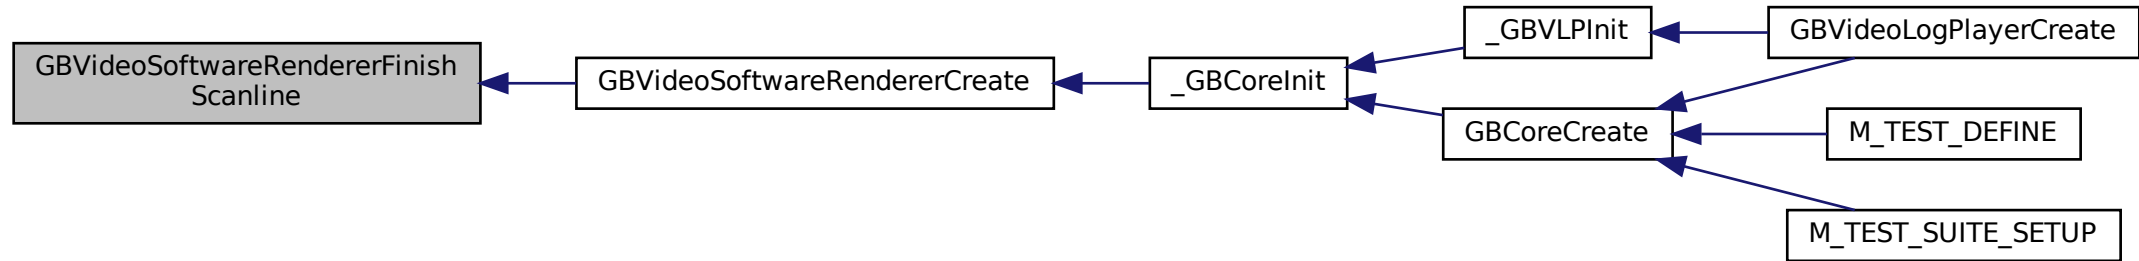 GBVideoSoftwareRendererFinish
Scanline
GBVideoSoftwareRendererCreate
_GBCoreInit
_GBVLPInit
GBVideoLogPlayerCreate
GBCoreCreate
M_TEST_DEFINE
M_TEST_SUITE_SETUP